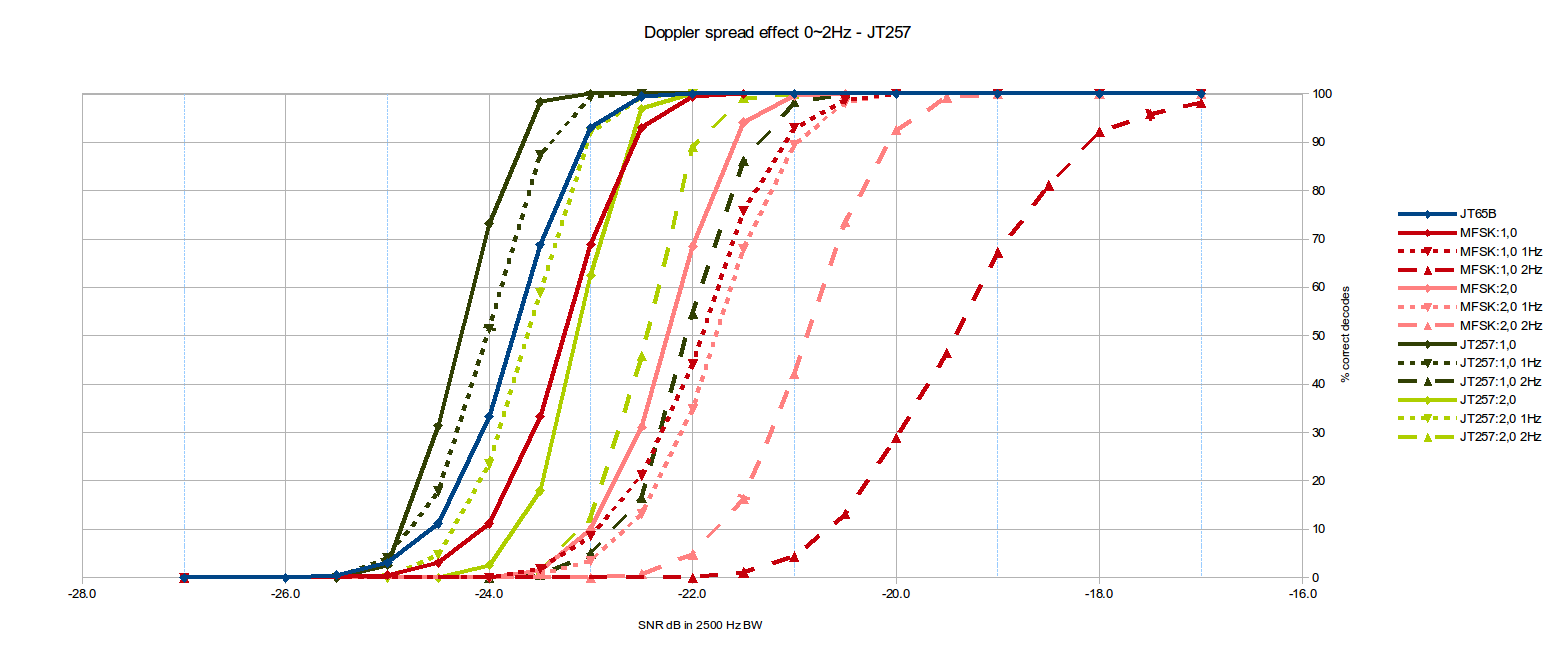 Doppler spread effect 0~2Hz - JT257
100
90
80
70
60
50
40
30
20
10
0
% correct decodes
-28.0 -26.0 -24.0 -22.0 -20.0 -18.0 -16.0
SNR dB in 2500 Hz BW
JT65B
MFSK:1,0
MFSK:1,0 1Hz
MFSK:1,0 2Hz
MFSK:2,0
MFSK:2,0 1Hz
MFSK:2,0 2Hz
JT257:1,0
JT257:1,0 1Hz
JT257:1,0 2Hz
JT257:2,0
JT257:2,0 1Hz
JT257:2,0 2Hz